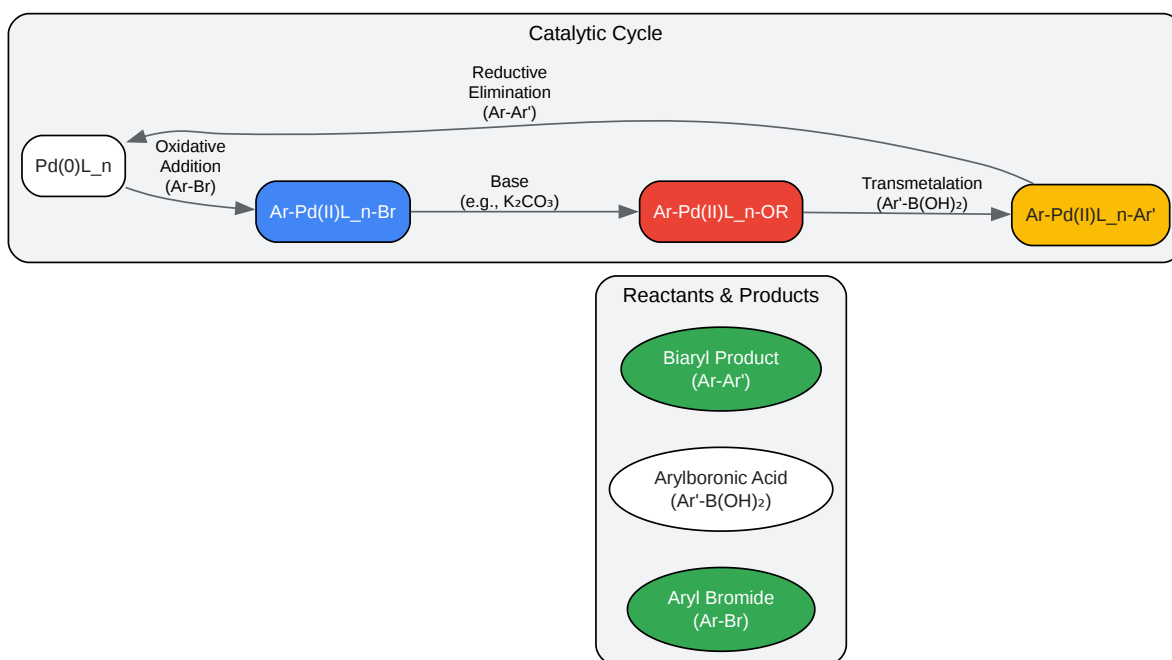 Catalytic Cycle
Reductive
Elimination
(Ar-Ar')
Pd(0)L_n
Oxidative
Addition
(Ar-Br)
Ar-Pd(II)L_n-Br
Base
(e.g., K₂CO₃)
Ar-Pd(II)L_n-OR
Transmetalation
(Ar'-B(OH)₂)
Ar-Pd(II)L_n-Ar'
Reactants & Products
Biaryl Product
(Ar-Ar')
Arylboronic Acid
(Ar'-B(OH)₂)
Aryl Bromide
(Ar-Br)